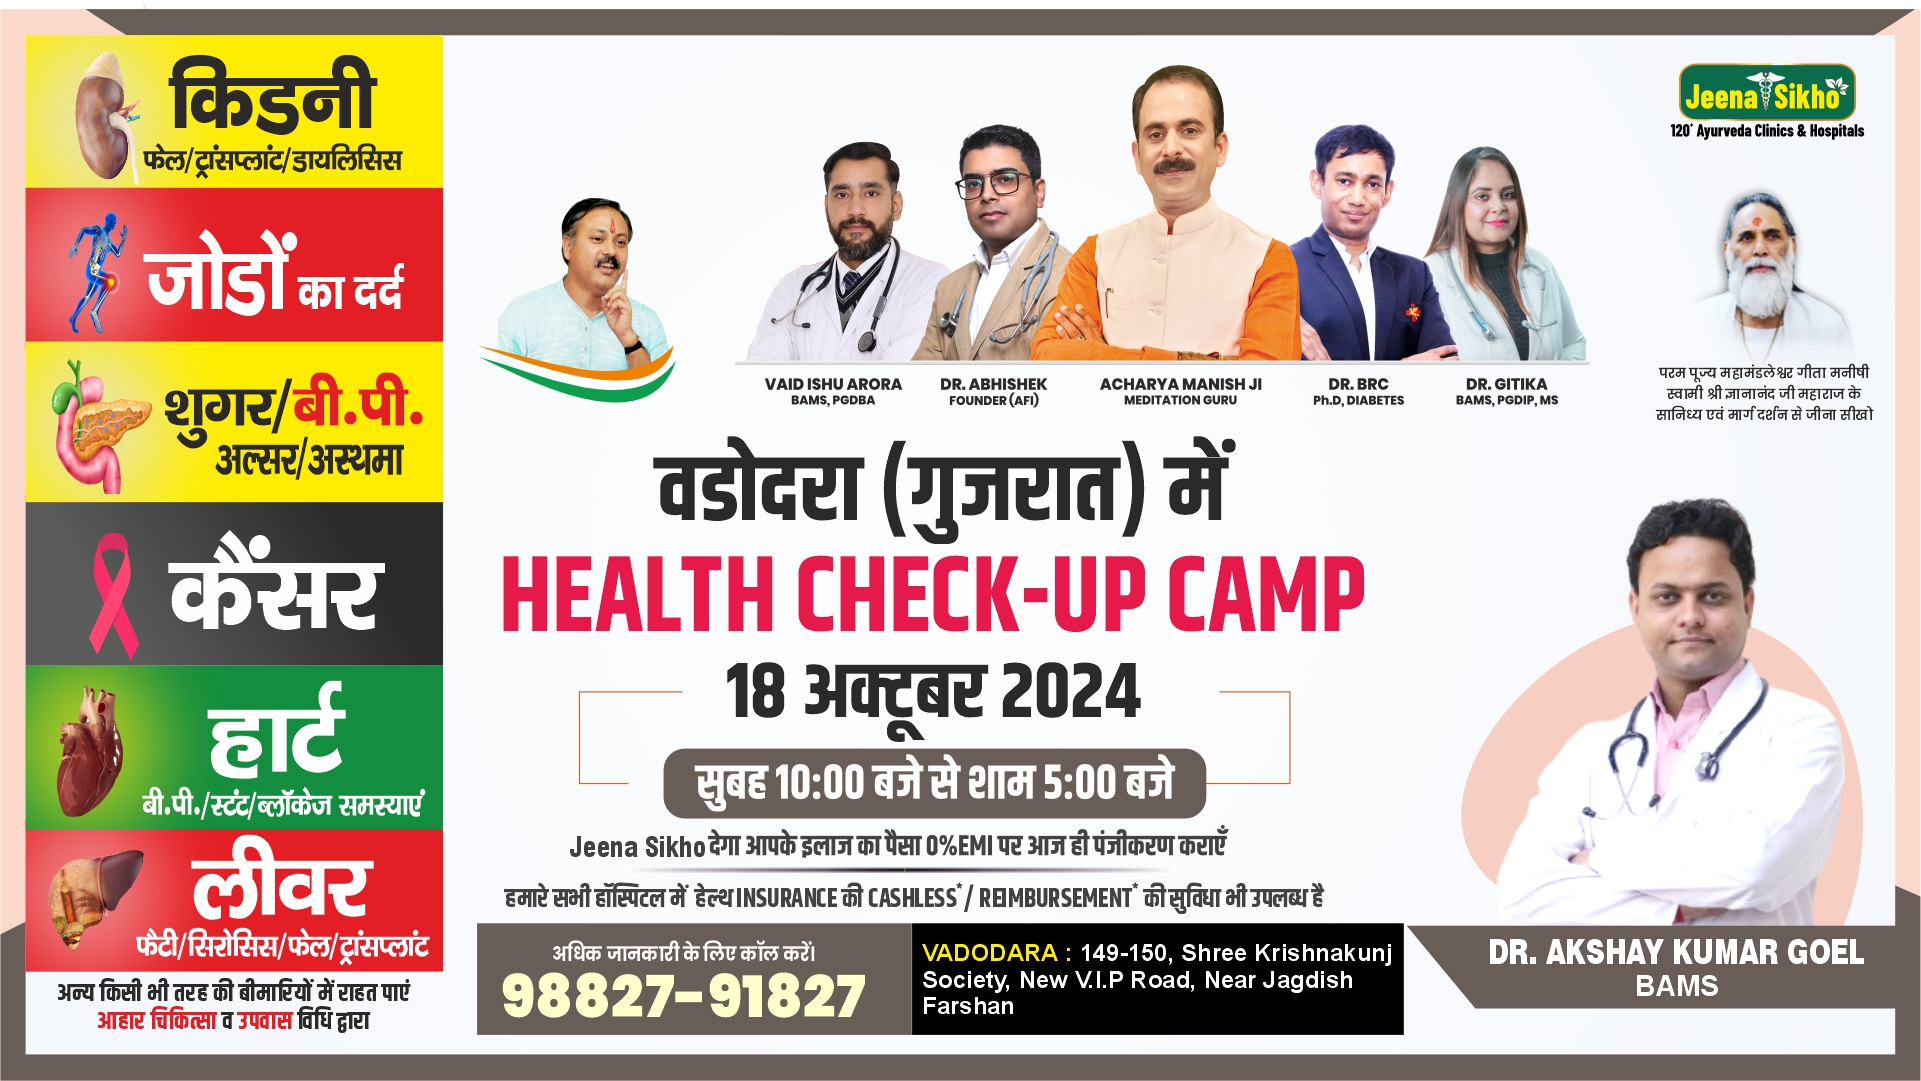 किडनी
फेल/ट्रांसप्लांट/डायलिसिस
जोडों का दर्द
शुगर/बी.पी.
अल्सर/अस्थमा
कैंसर
हार्ट
बी.पी./स्टंट/ब्लॉकेज समस्याएं
लीवर
फैटी/सिरोसिस/फेल/ट्रांसप्लांट
अन्य किसी भी तरह की बीमारियों में राहत पाएं
आहार चिकित्सा व उपवास विधि द्वारा
Jeena Sikho
120+ Ayurveda Clinics & Hospitals
VAID ISHU ARORA
BAMS, PGDBA
DR. ABHISHEK
FOUNDER (AFI)
ACHARYA MANISH JI
MEDITATION GURU
DR. BRC
Ph.D, DIABETES
DR. GITIKA
BAMS, PGDIP, MS
परम पूज्य महामंडलेश्वर गीता मनीषी
स्वामी श्री ज्ञानानंद जी महाराज के
सानिध्य एवं मार्ग दर्शन से जीना सीखो
वडोदरा (गुजरात) में
HEALTH CHECK-UP CAMP
18 अक्टूबर 2024
सुबह 10:00 बजे से शाम 5:00 बजे
Jeena Sikho देगा आपके इलाज का पैसा 0%EMI पर आज ही पंजीकरण कराएँ
हमारे सभी हॉस्पिटल में हेल्थ INSURANCE की CASHLESS*/ REIMBURSEMENT* की सुविधा भी उपलब्ध है
अधिक जानकारी के लिए कॉल करें।
98827-91827
VADODARA : 149-150, Shree Krishnakunj
Society, New V.I.P Road, Near Jagdish
Farshan
DR. AKSHAY KUMAR GOEL
BAMS